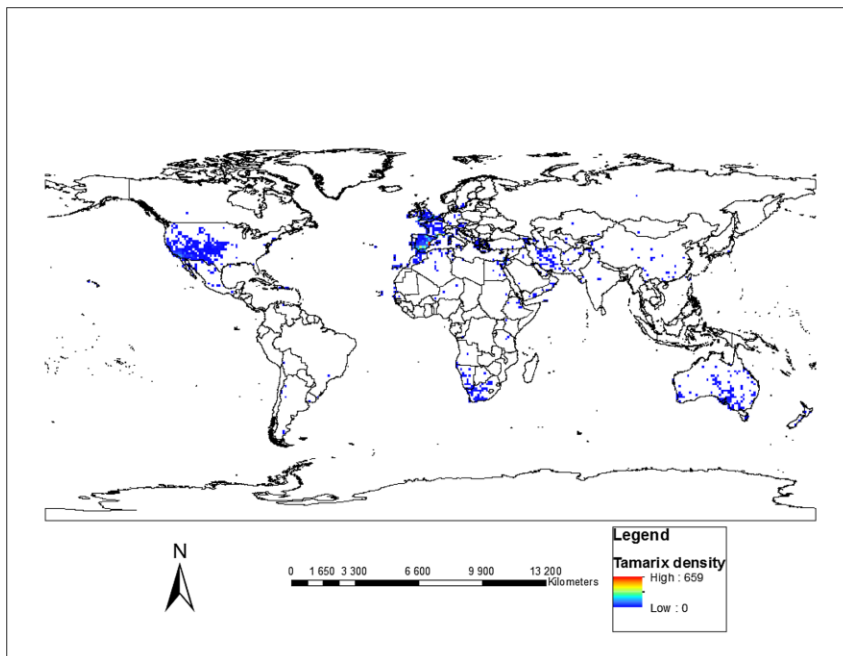 N
0 1 650 3 300 6 600 9 900 13 200
Kilometers
Legend
Tamarix density
High : 659
Low : 0